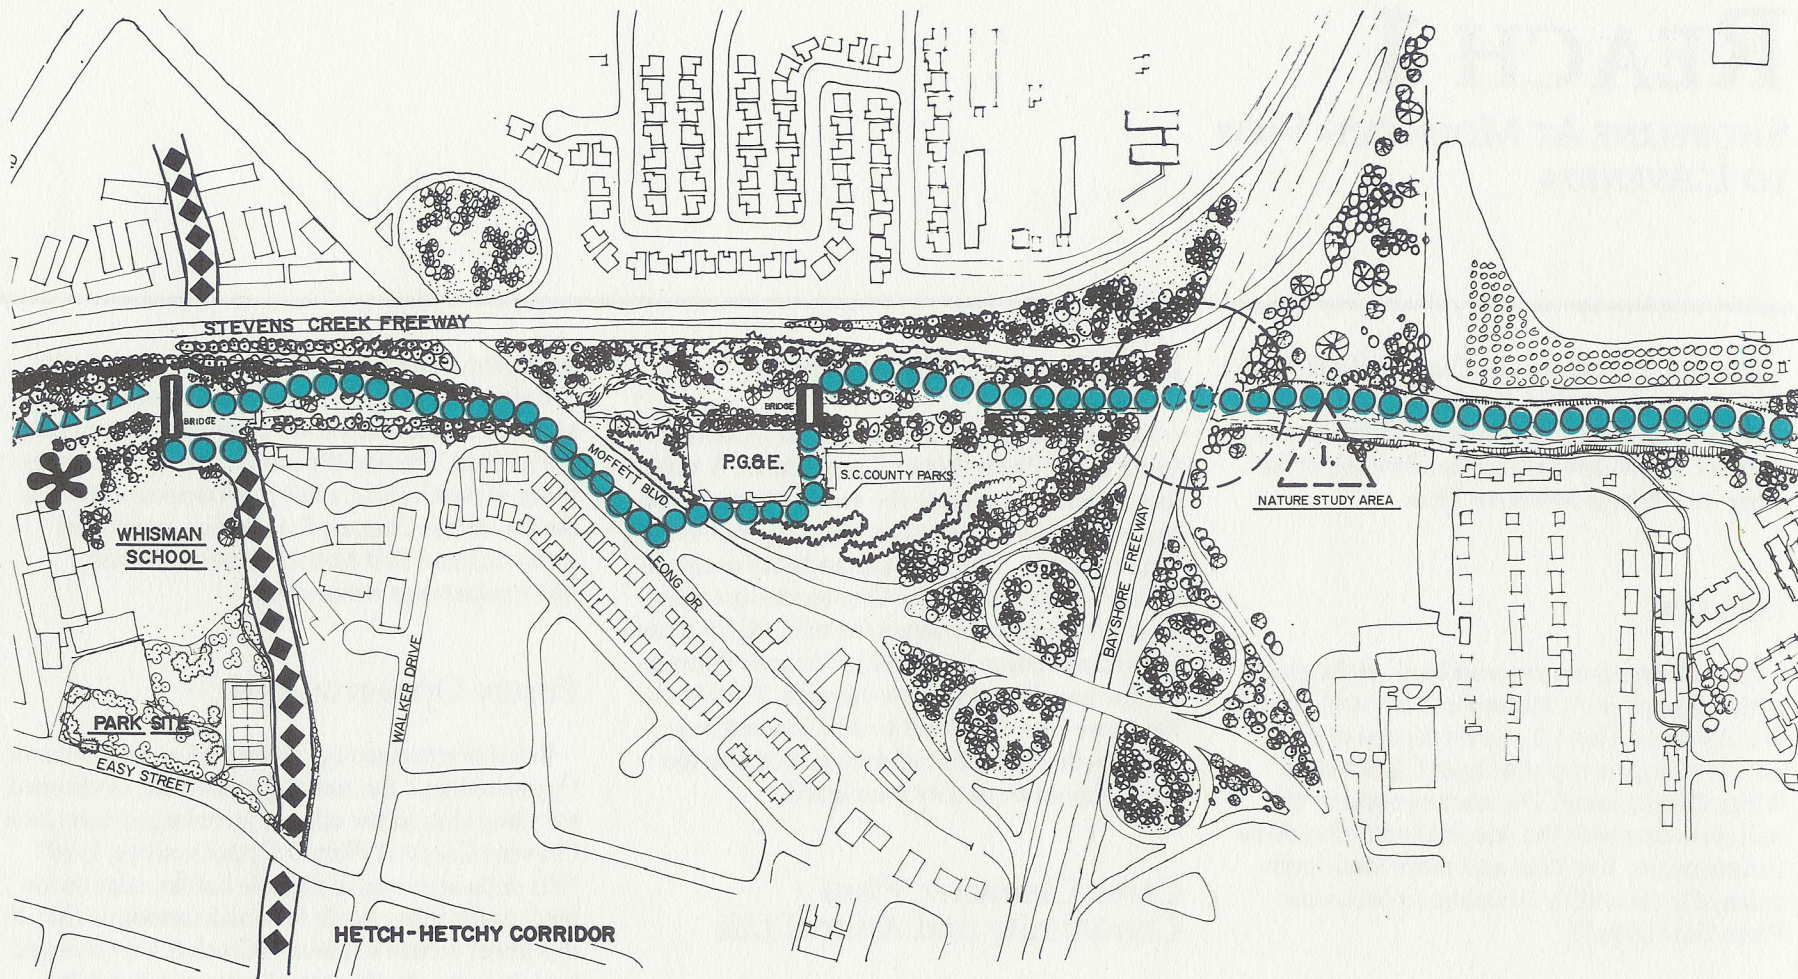 STEVENS CREEK FREEWAY
BRIDGE
BRIDGE
MOFFETT BLVD.
P.G.&E.
S.C. COUNTY PARKS
I.
NATURE STUDY AREA
WHISMAN
SCHOOL
LEONG DR
BAYSHORE FREEWAY
WALKER DRIVE
PARK SITE
EASY STREET
HETCH-HETCHY CORRIDOR